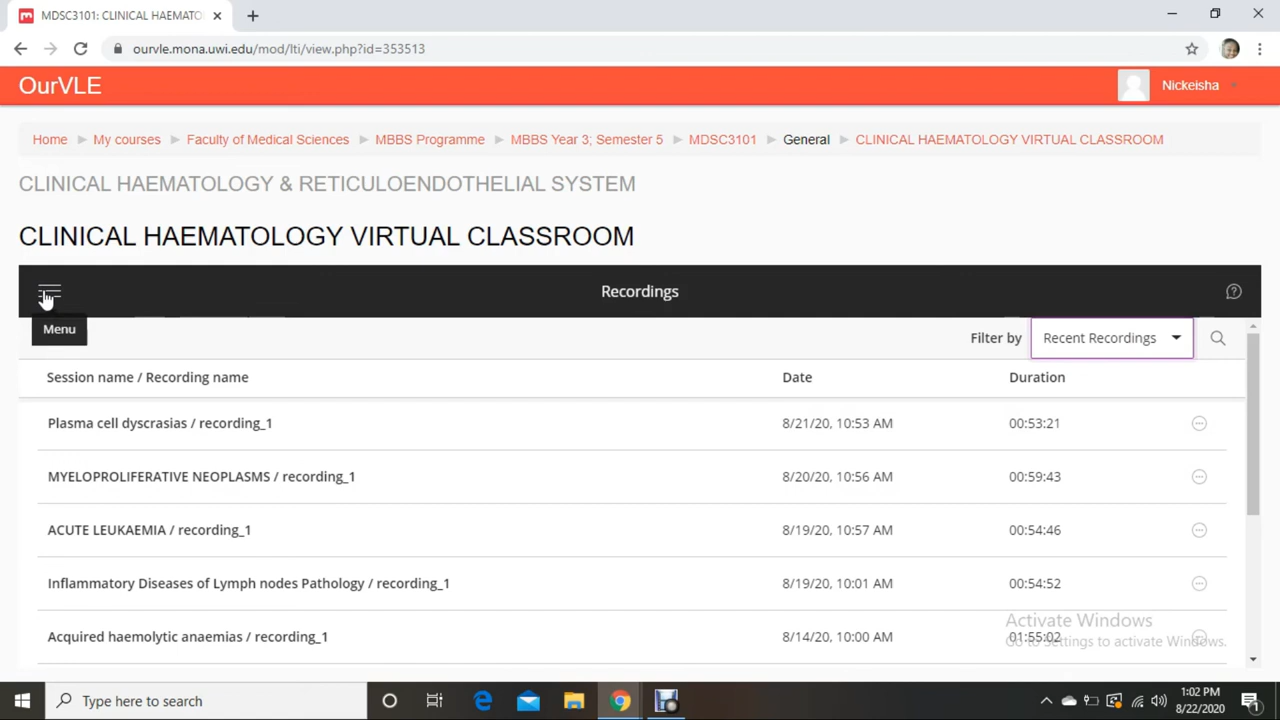 MDSC3101: CLINICAL HAEMATO
ourvle.mona.uwi.edu/mod/lti/view.php?id=353513
OurVLE
Nickeisha
Home My courses Faculty of Medical Sciences MBBS Programme MBBS Year 3; Semester 5 MDSC3101 General CLINICAL HAEMATOLOGY VIRTUAL CLASSROOM
CLINICAL HAEMATOLOGY & RETICULOENDOTHELIAL SYSTEM
CLINICAL HAEMATOLOGY VIRTUAL CLASSROOM
Recordings
Menu
Filter by Recent Recordings
Session name / Recording name Date Duration
Plasma cell dyscrasias / recording_1 8/21/20, 10:53 AM 00:53:21
MYELOPROLIFERATIVE NEOPLASMS / recording_1 8/20/20, 10:56 AM 00:59:43
ACUTE LEUKAEMIA / recording_1 8/19/20, 10:57 AM 00:54:46
Inflammatory Diseases of Lymph nodes Pathology / recording_1 8/19/20, 10:01 AM 00:54:52
Acquired haemolytic anaemias / recording_1 8/14/20, 10:00 AM 01:55:02
Activate Windows
Go to Settings to activate Windows.
Type here to search
1:02 PM
8/22/2020
1